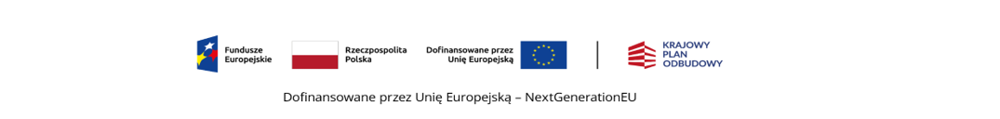 Fundusze
Europejskie
Rzeczpospolita
Polska
Dofinansowane przez
Unię Europejską
KRAJOWY
PLAN
ODBUDOWY
Dofinansowane przez Unię Europejską – NextGenerationEU